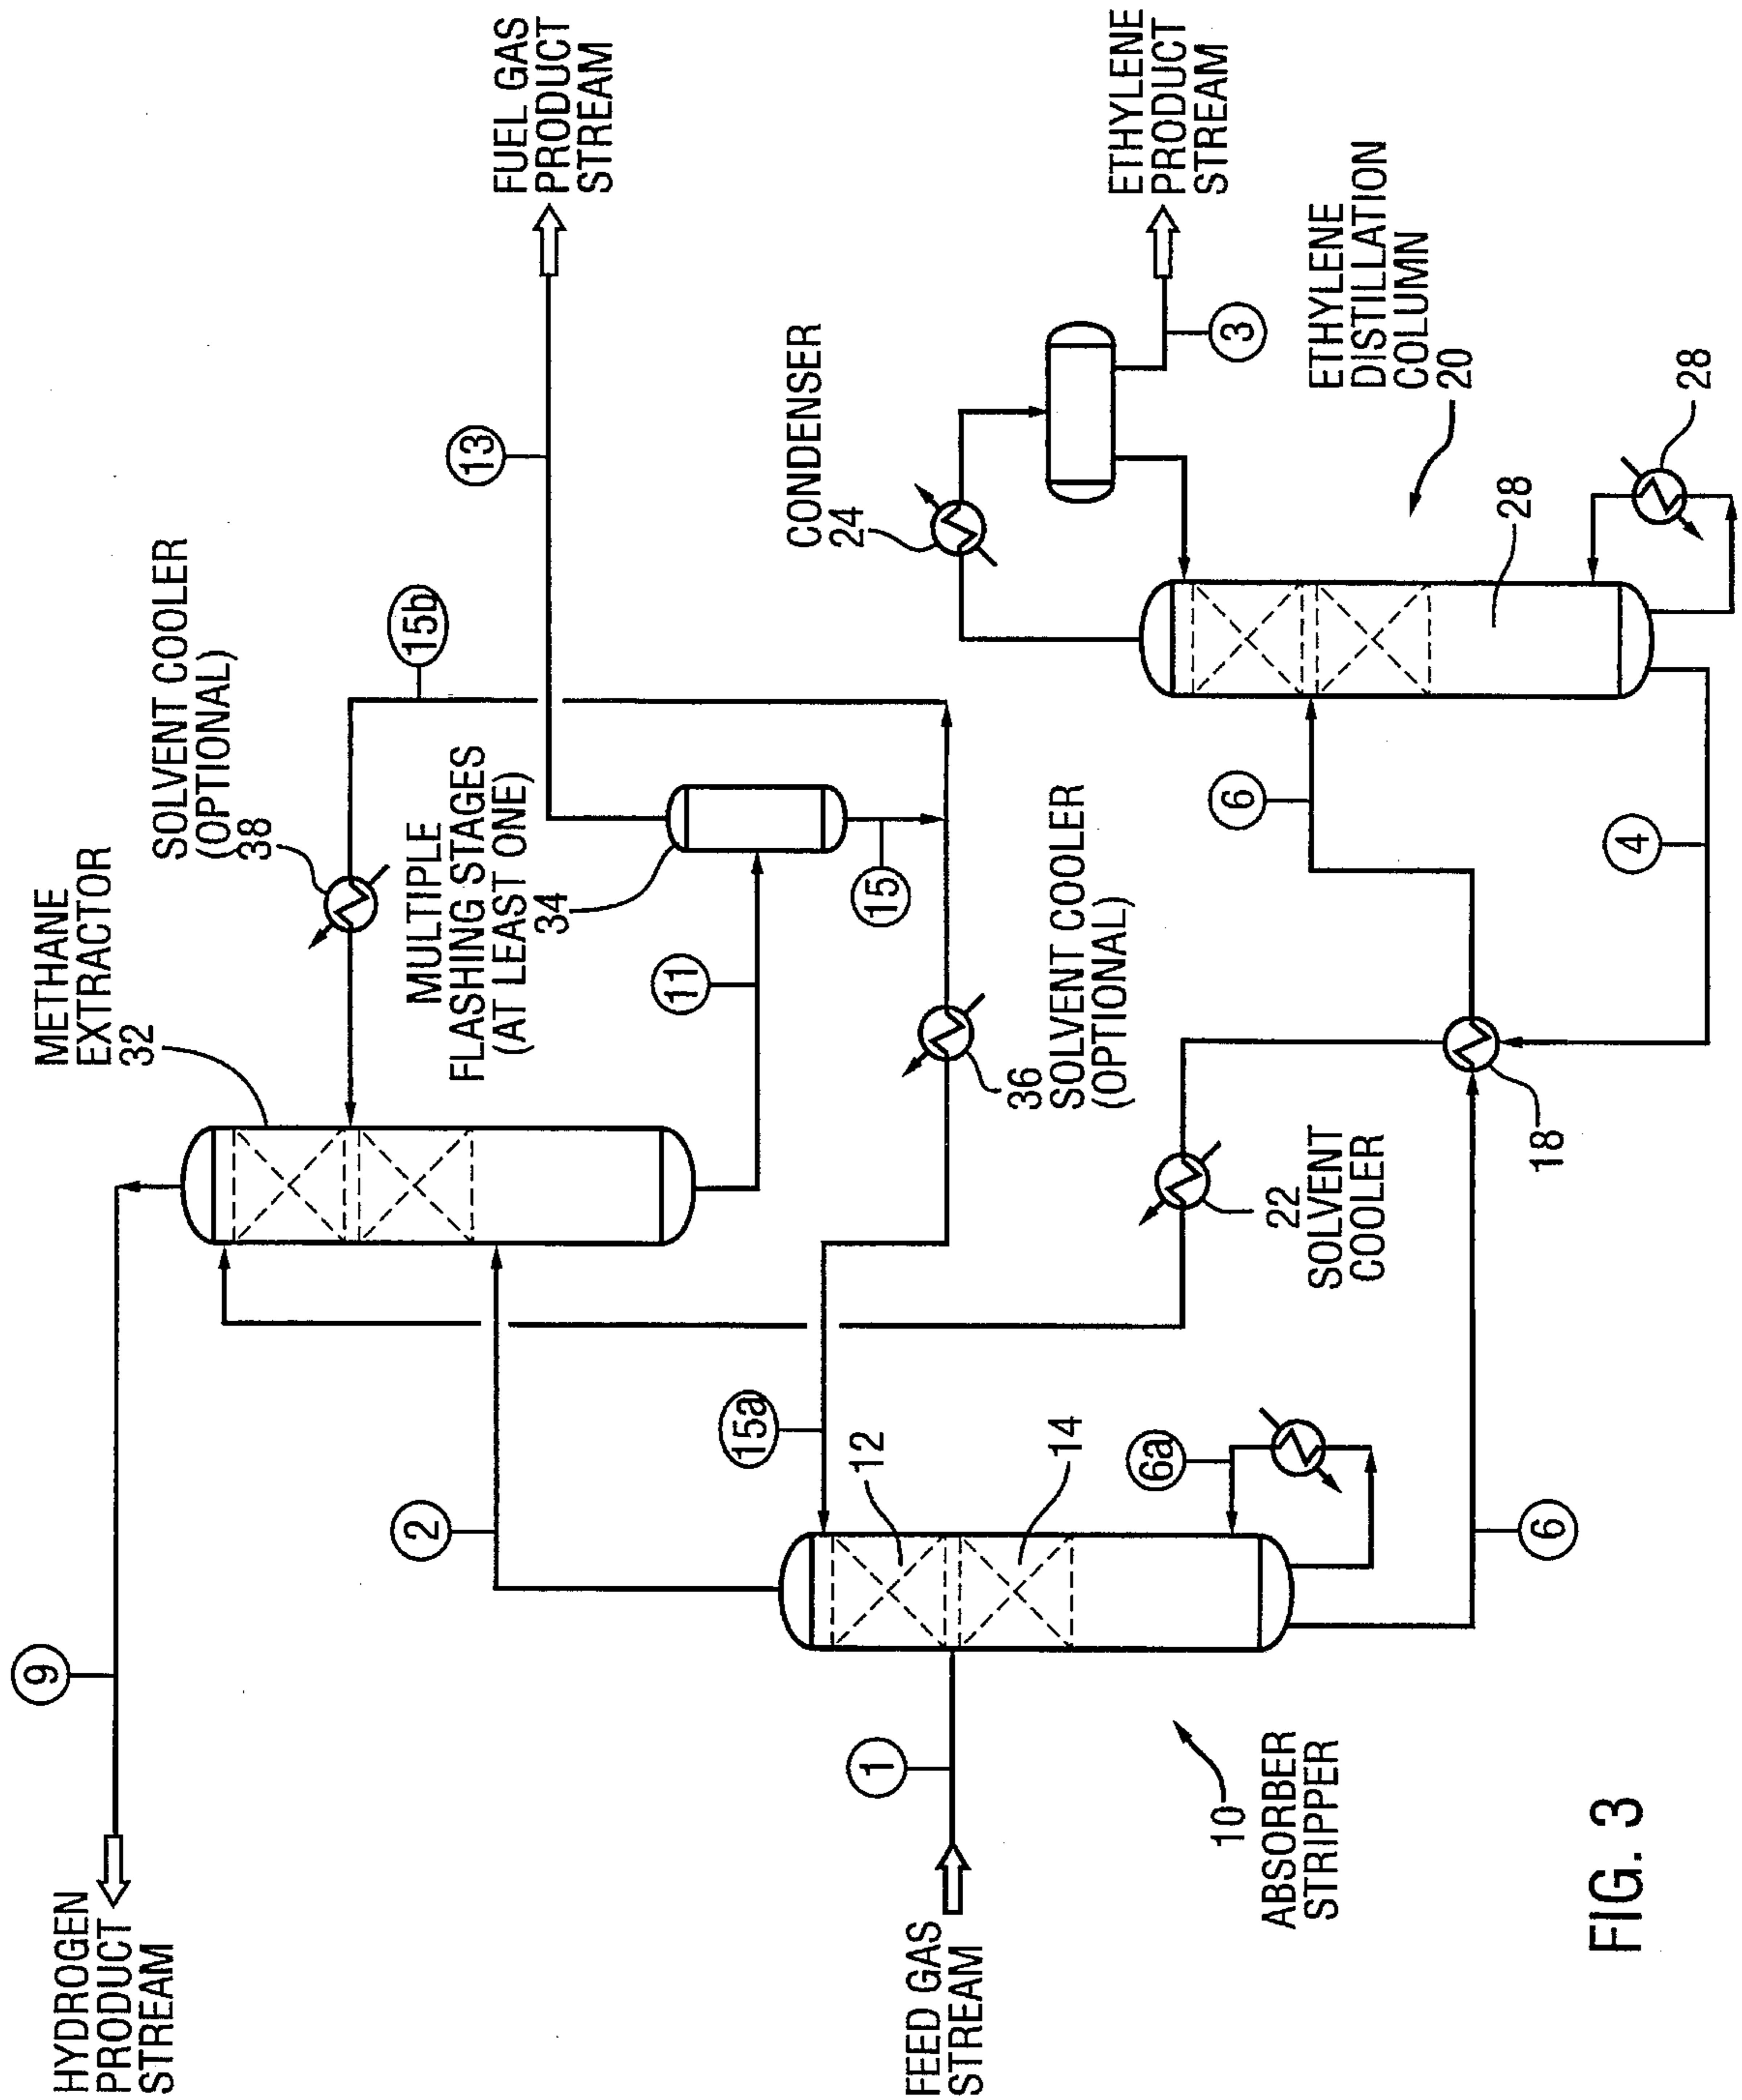 HYDROGEN
PRODUCT
STREAM
9
METHANE
EXTRACTOR
32
SOLVENT COOLER
(OPTIONAL)
38
15b
FUEL GAS
PRODUCT
STREAM
13
2
MULTIPLE
FLASHING STAGES
(AT LEAST ONE)
34
11
15
15a
36
SOLVENT COOLER
(OPTIONAL)
CONDENSER
24
ETHYLENE
PRODUCT
STREAM
3
FEED GAS
STREAM
1
12
14
6a
10
ABSORBER
STRIPPER
22
SOLVENT
COOLER
18
6
6
4
ETHYLENE
DISTILLATION
COLUMN
20
28
28
FIG. 3